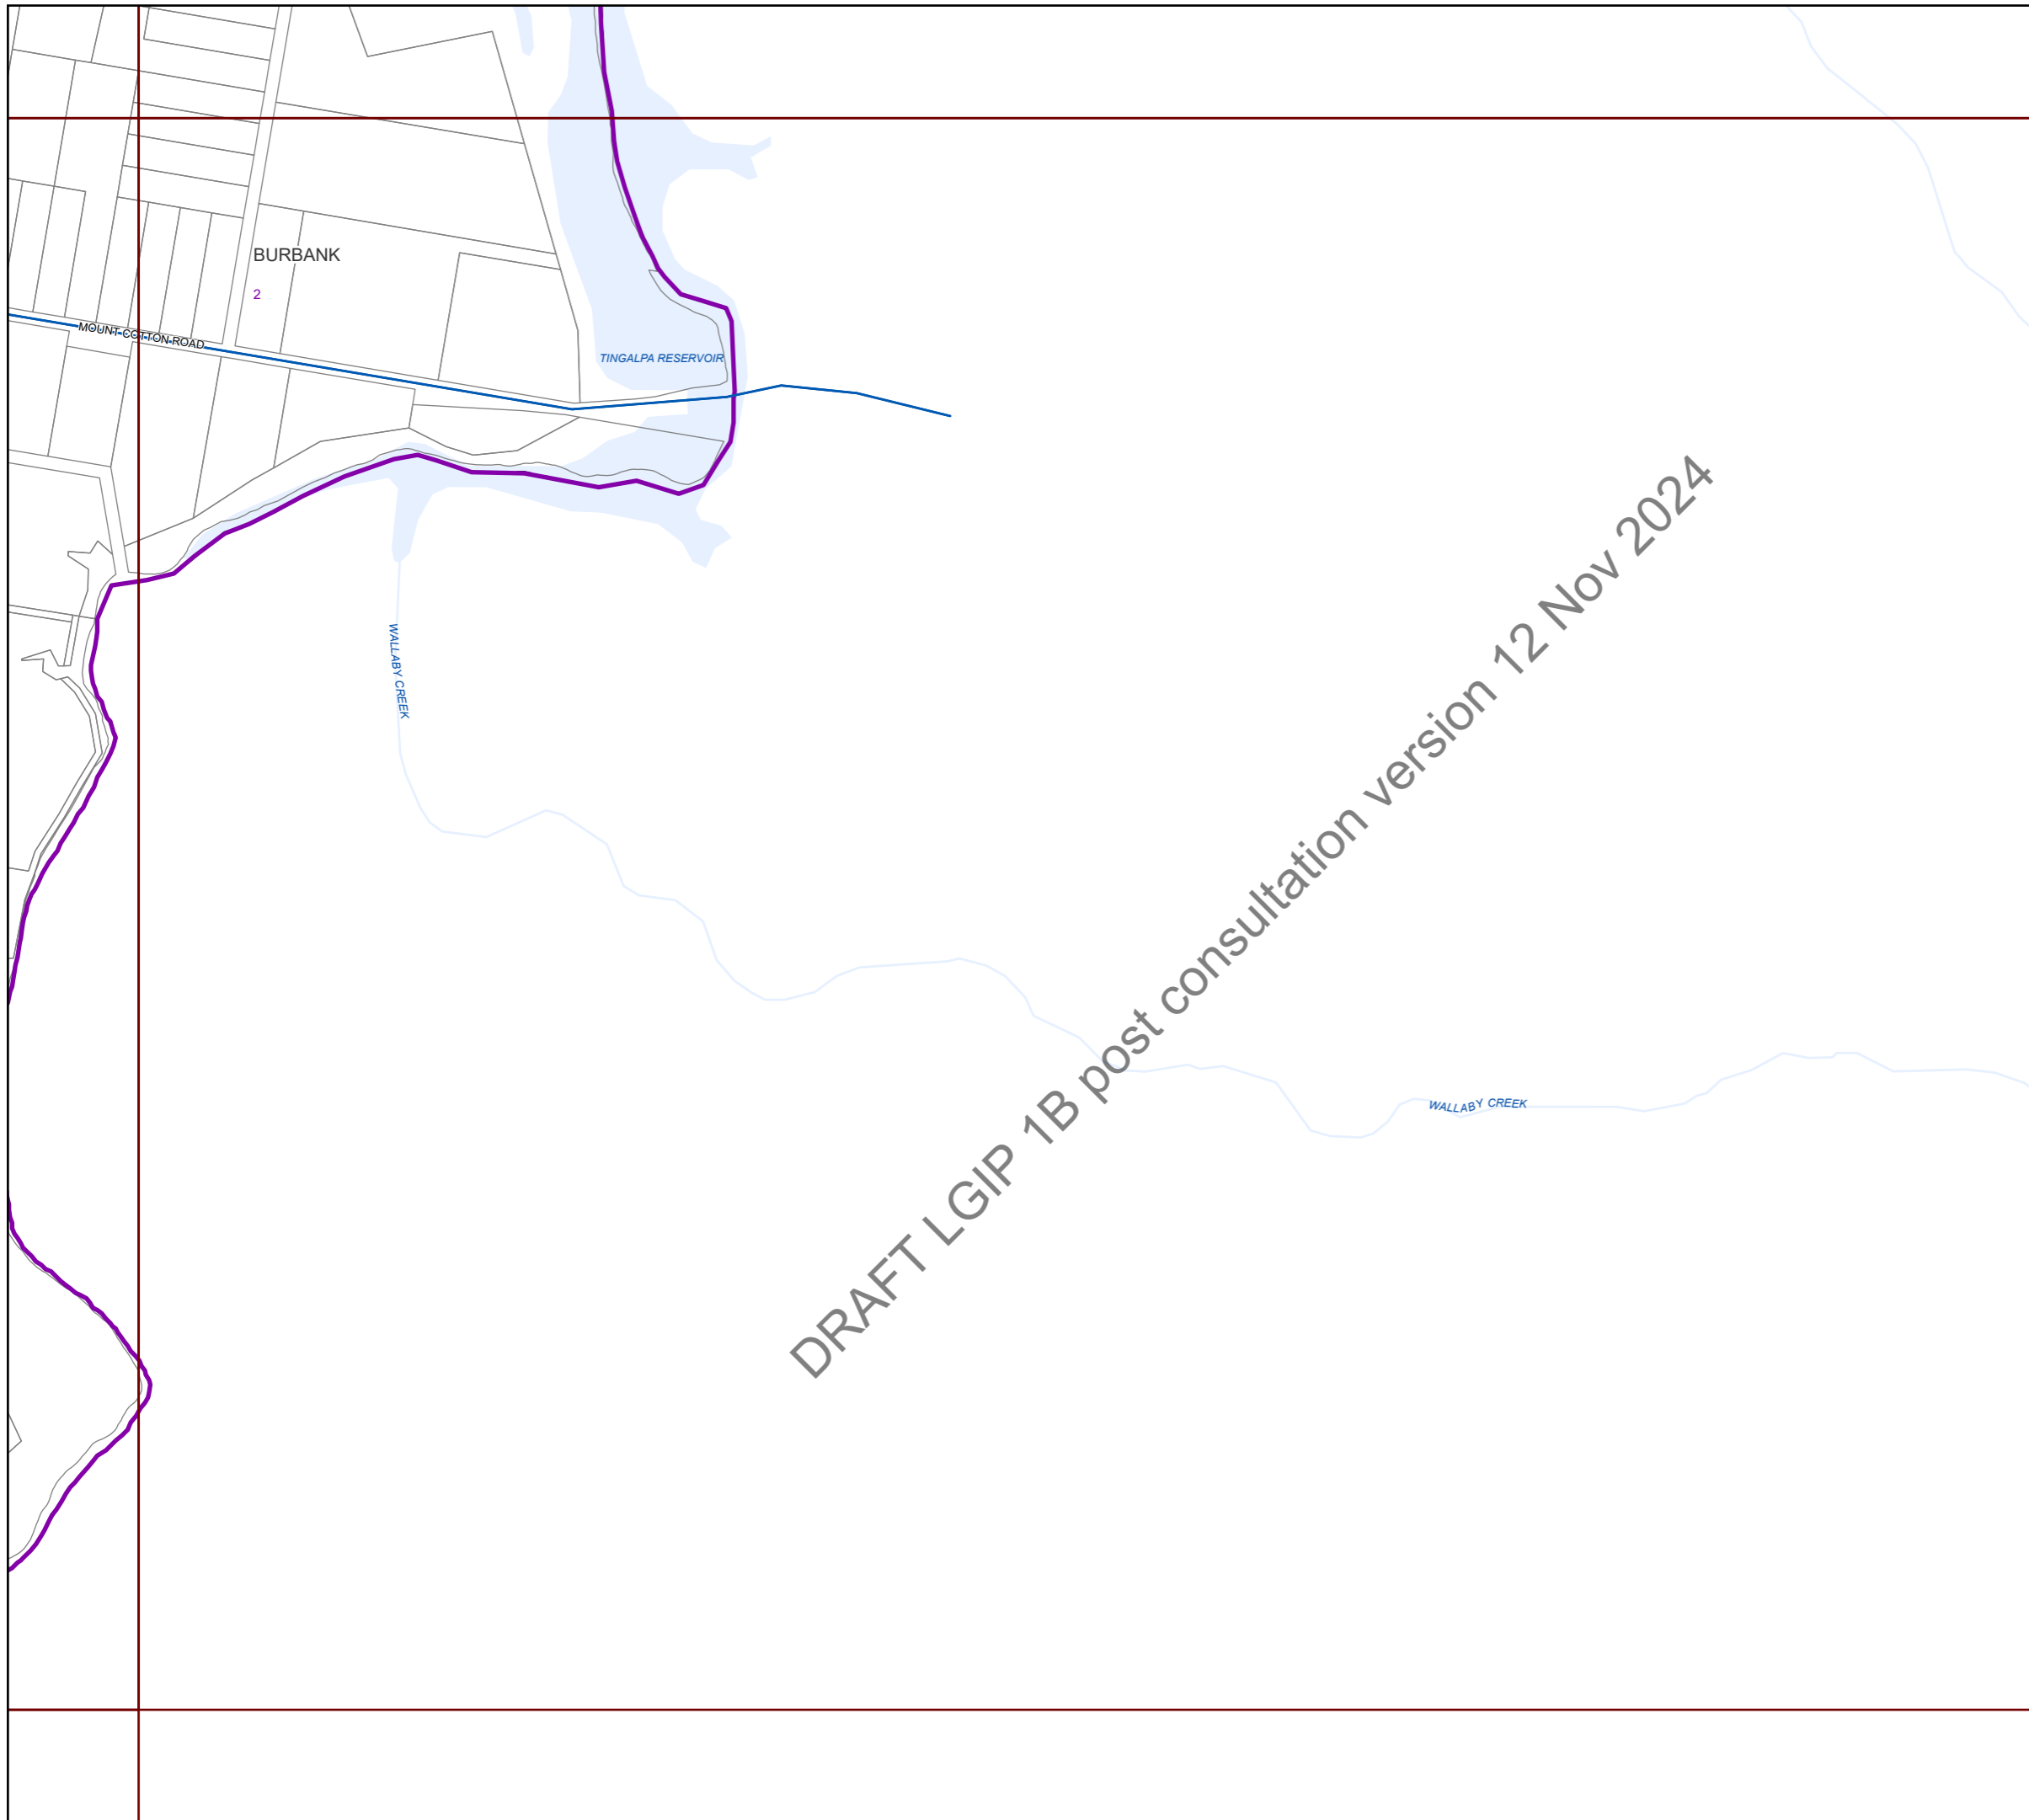 BURBANK
2
MOUNT COTTON ROAD
TINGALPA RESERVOIR
WALLABY CREEK
DRAFT LGIP 1B post consultation version 12 Nov 2024
WALLABY CREEK